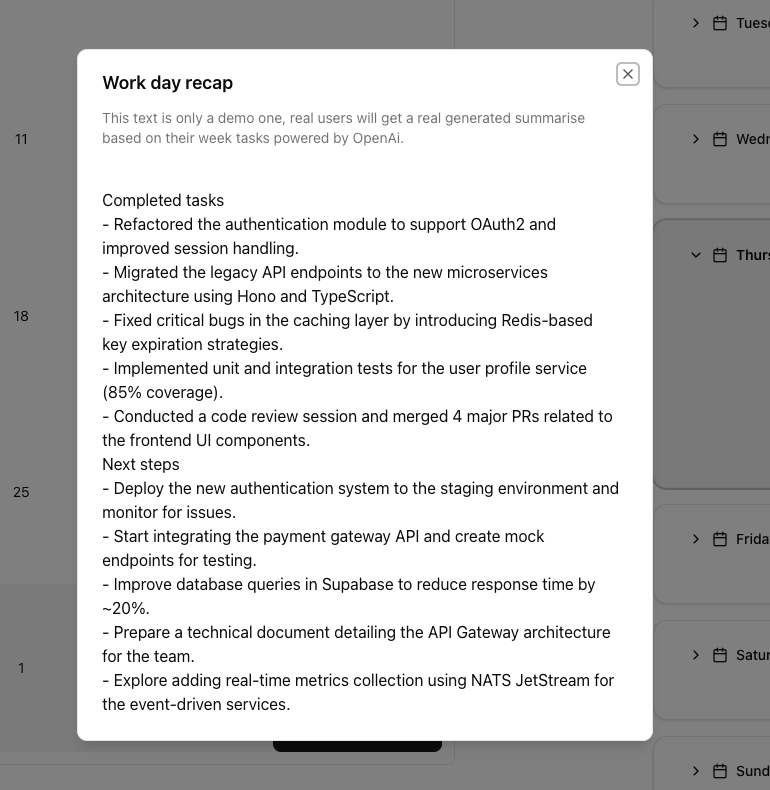 Tues
Work day recap
This text is only a demo one, real users will get a real generated summarise
based on their week tasks powered by OpenAi.
11
Wedn
Completed tasks
- Refactored the authentication module to support OAuth2 and
improved session handling.
Thurs
- Migrated the legacy API endpoints to the new microservices
architecture using Hono and TypeScript.
18
- Fixed critical bugs in the caching layer by introducing Redis-based
key expiration strategies.
- Implemented unit and integration tests for the user profile service
(85% coverage).
- Conducted a code review session and merged 4 major PRs related to
the frontend UI components.
Next steps
25
- Deploy the new authentication system to the staging environment and
monitor for issues.
- Start integrating the payment gateway API and create mock
endpoints for testing.
Frida
- Improve database queries in Supabase to reduce response time by
~20%.
- Prepare a technical document detailing the API Gateway architecture
for the team.
Satur
1
- Explore adding real-time metrics collection using NATS JetStream for
the event-driven services.
Sund